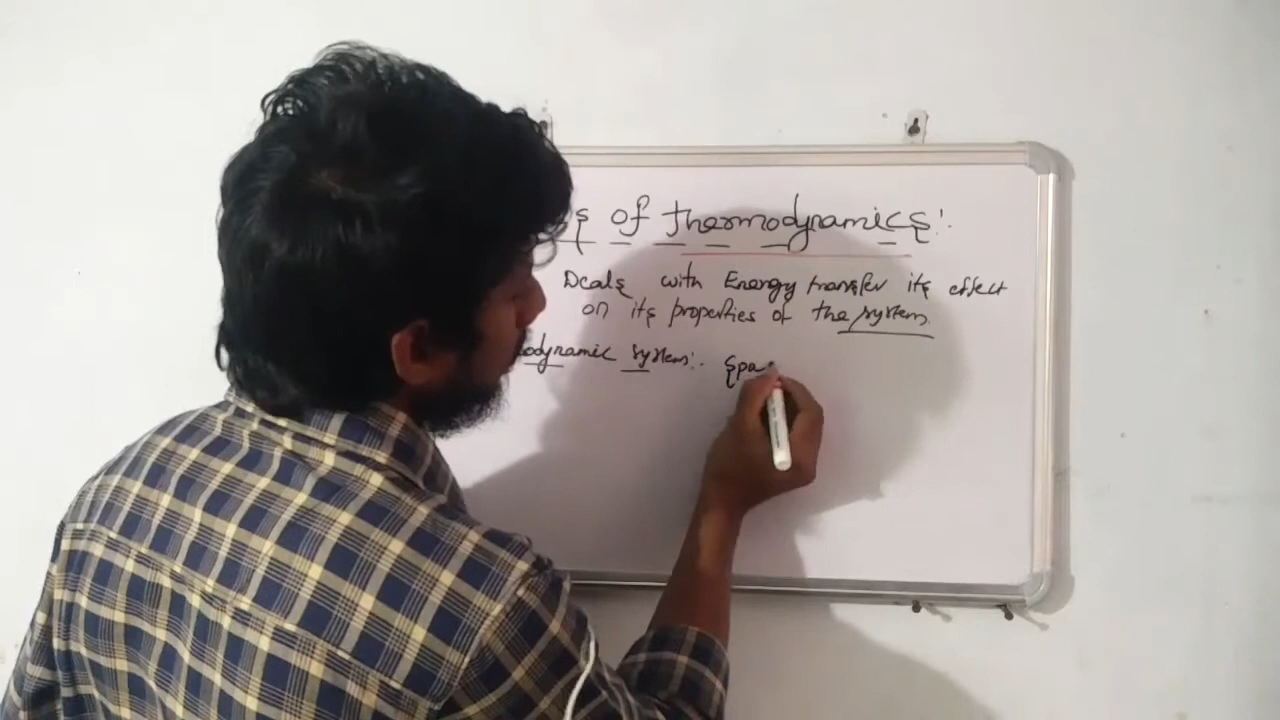 of thermodynamics:
Deals with Energy transfer its effect
on its properties of the system.
odynamic system:- Spa